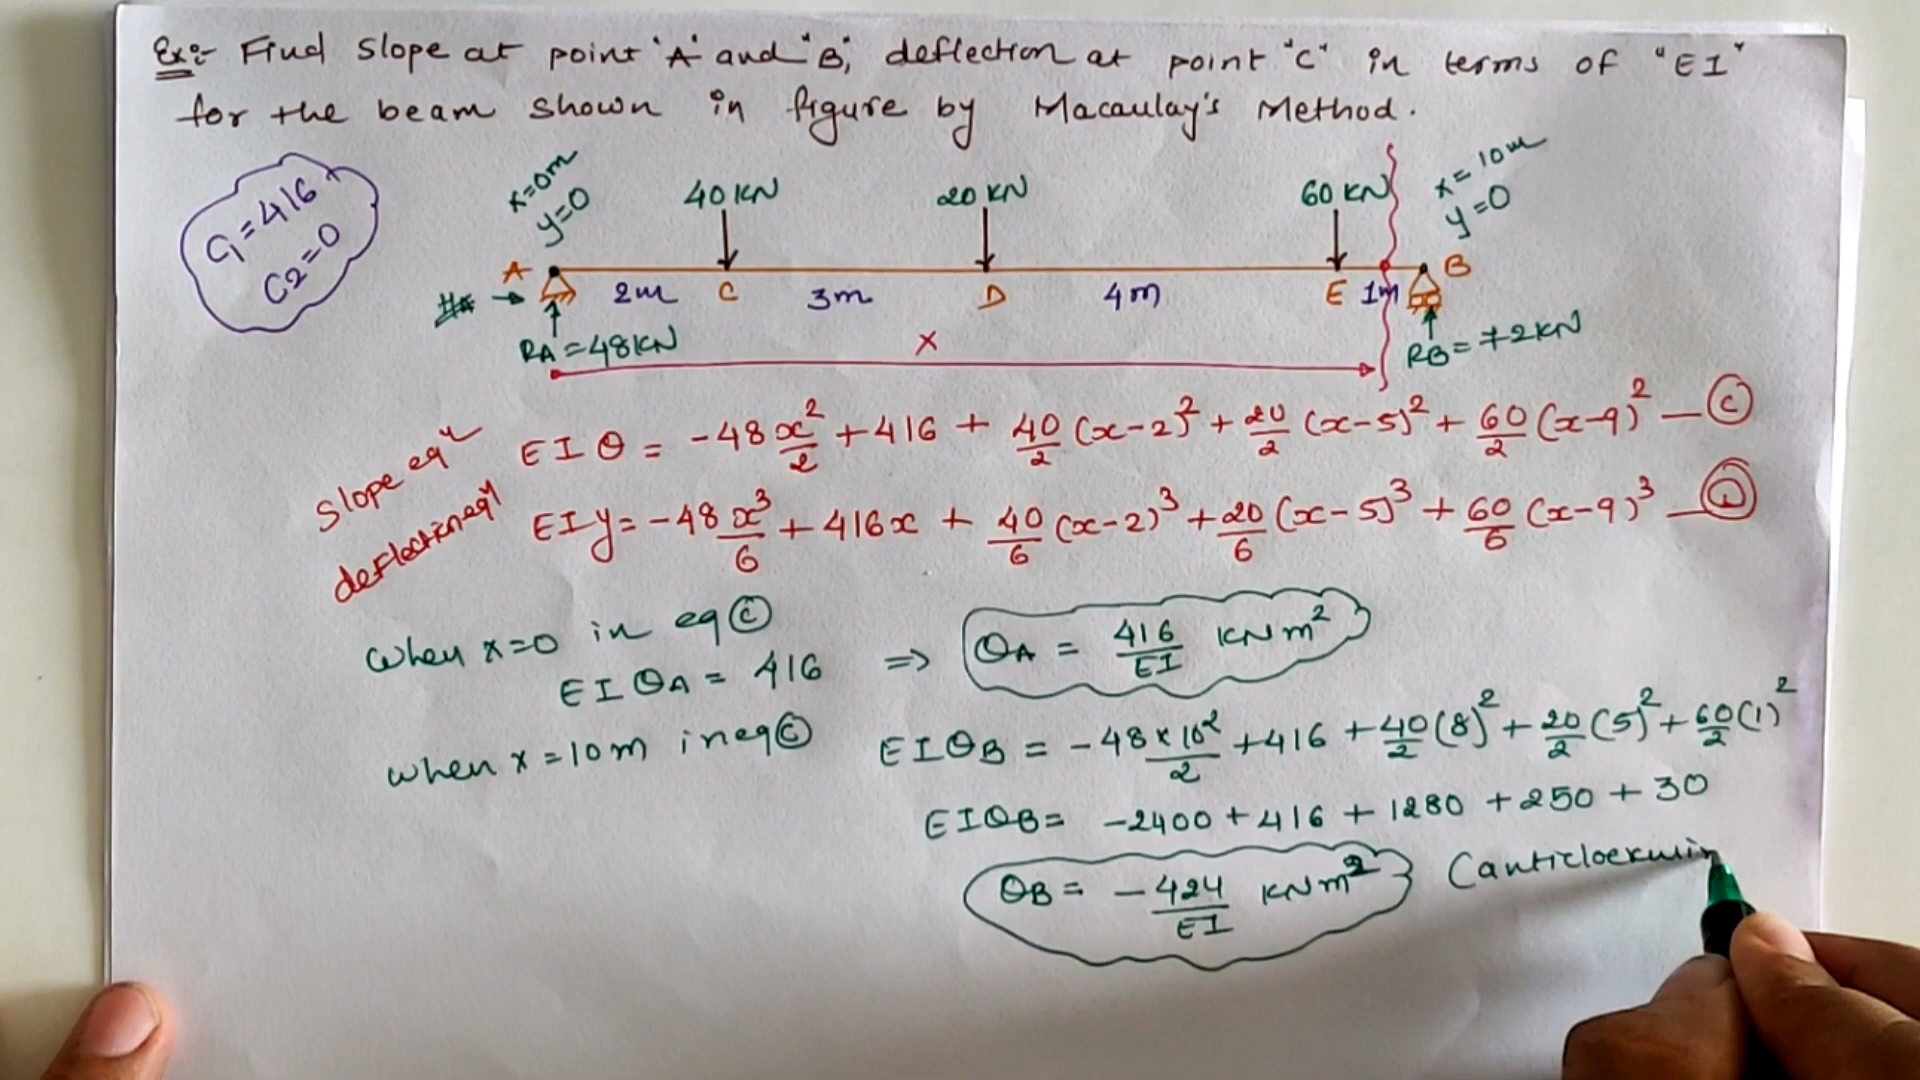 Ex:- Find slope at point "A" and "B", deflection at point "C" in terms of "EI"
for the beam shown in figure by Macaulay's Method.
C1 = 416
C2 = 0
x=0m
y=0
40 KN
20 KN
60 KN
x=10m
y=0
A
2m
C
3m
D
4m
E
1m
B
RA = 48KN
x
RB = 72KN
slope eqn
EIθ = -48 x²/2 + 416 + 40/2 (x-2)² + 20/2 (x-5)² + 60/2 (x-9)² — C
deflection eqn
EIy = -48 x³/6 + 416x + 40/6 (x-2)³ + 20/6 (x-5)³ + 60/6 (x-9)³ — D
when x=0 in eq C
EIθA = 416 ⇒ θA = 416/EI KNm²
when x=10m in eq C
EIθB = -48×10²/2 + 416 + 40/2 (8)² + 20/2 (5)² + 60/2 (1)²
EIθB = -2400 + 416 + 1280 + 250 + 30
θB = -424/EI KNm² (anticlockwi